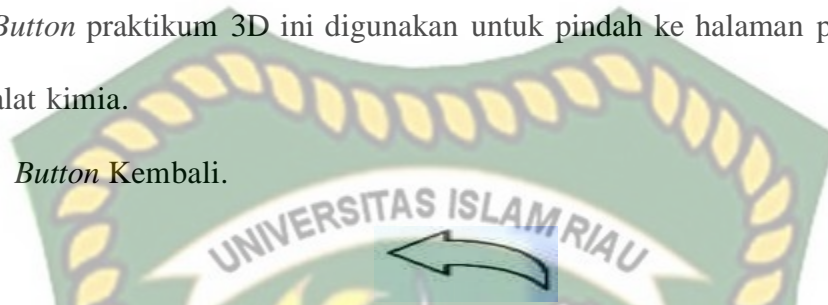 Button praktikum 3D ini digunakan untuk pindah ke halaman p
alat kimia.
Button Kembali.
UNIVERSITAS ISLAM RIAU